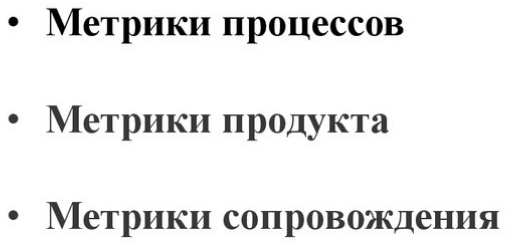 • Метрики процессов
• Метрики продукта
• Метрики сопровождения